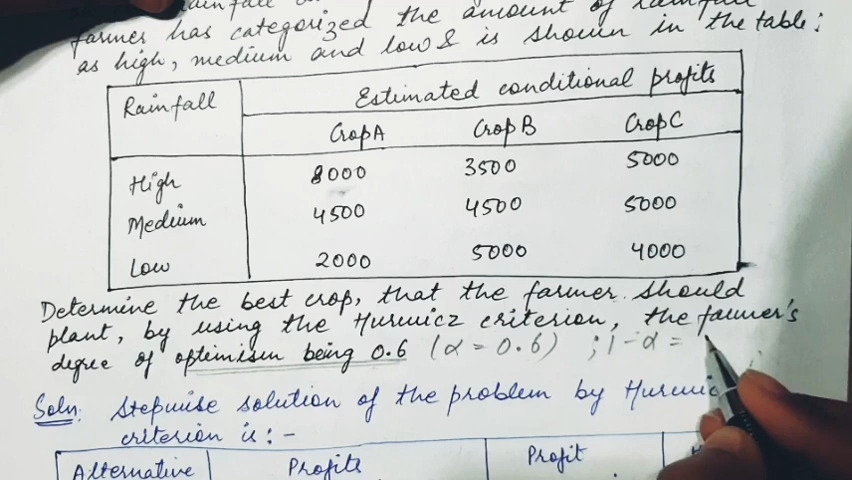 farmer has categorized the amount of rainfall
as high, medium and low & is shown in the table:
Rainfall Estimated conditional profits
Crop A Crop B Crop C
High 8000 3500 5000
Medium 4500 4500 5000
Low 2000 5000 4000
Determine the best crop, that the farmer should
plant, by using the Hurwicz criterion, the farmer's
degree of optimism being 0.6 (α = 0.6) ; 1 - α =
Soln: Stepwise solution of the problem by
criterion is : -
Alternative Profits Profit